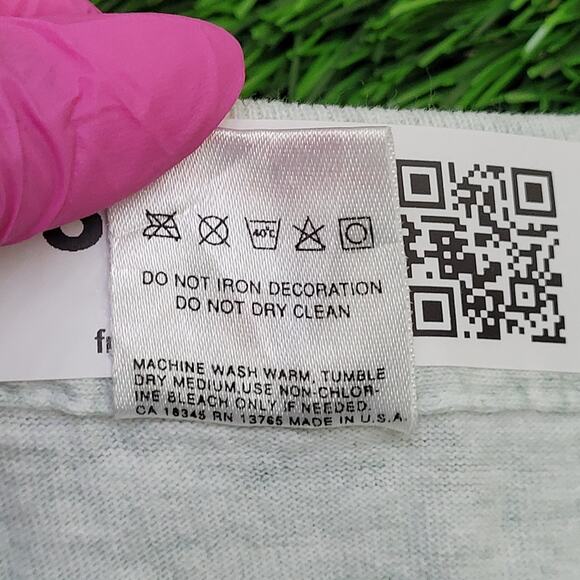 40°C
DO NOT IRON DECORATION
DO NOT DRY CLEAN
MACHINE WASH WARM, TUMBLE
DRY MEDIUM,USE NON-CHLOR-
INE BLEACH ONLY IF NEEDED.
CA 18345 RN 13765 MADE IN U.S.A.